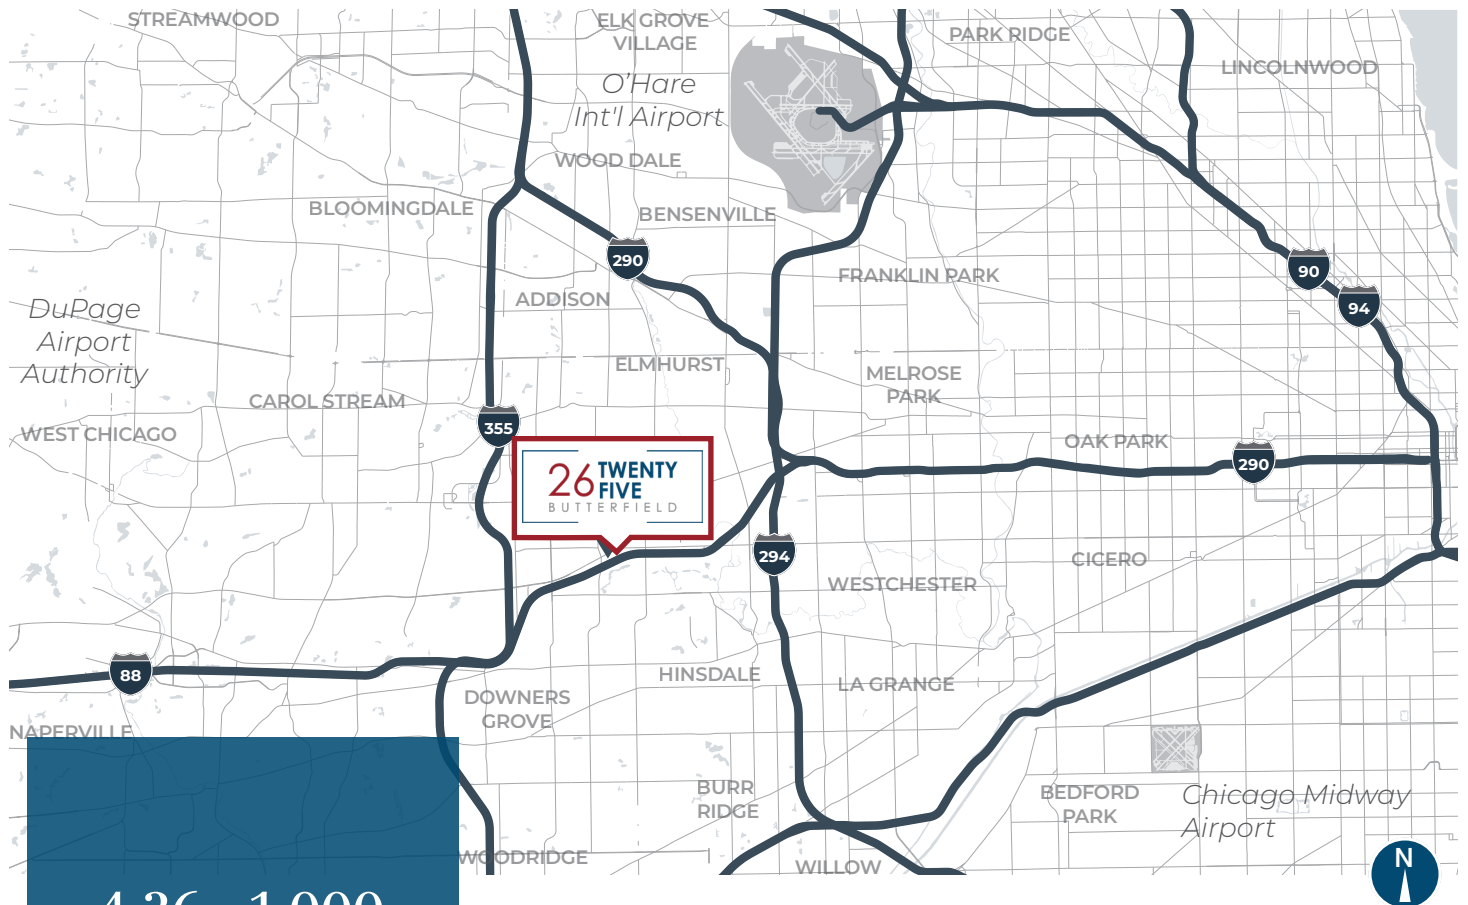 STREAMWOOD
ELK GROVE
VILLAGE
PARK RIDGE
LINCOLNWOOD
O'Hare
Int'l Airport
WOOD DALE
BLOOMINGDALE
BENSENVILLE
290
90
FRANKLIN PARK
ADDISON
94
DuPage
Airport
Authority
ELMHURST
MELROSE
PARK
CAROL STREAM
355
WEST CHICAGO
OAK PARK
290
26 TWENTY
FIVE
BUTTERFIELD
294
CICERO
WESTCHESTER
88
HINSDALE
LA GRANGE
DOWNERS
GROVE
NAPERVILLE
BURR
RIDGE
BEDFORD
PARK
Chicago Midway
Airport
WOODRIDGE
WILLOW
N